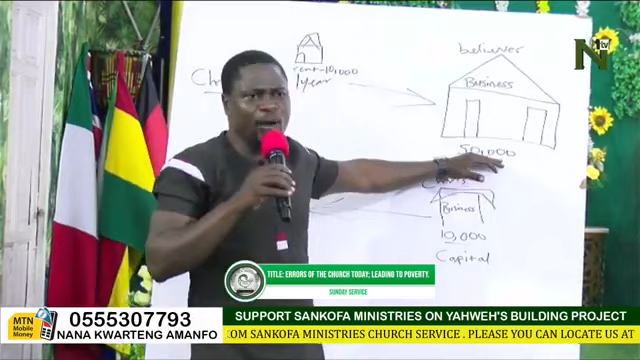 believer
N tv
Ch
rent-10,000
1year
Business
50,000
Business
10,000
Capital
TITLE: ERRORS OF THE CHURCH TODAY; LEADING TO POVERTY.
SUNDAY SERVICE
MTN
Mobile
Money
0555307793
NANA KWARTENG AMANFO
SUPPORT SANKOFA MINISTRIES ON YAHWEH'S BUILDING PROJECT
OM SANKOFA MINISTRIES CHURCH SERVICE . PLEASE YOU CAN LOCATE US AT